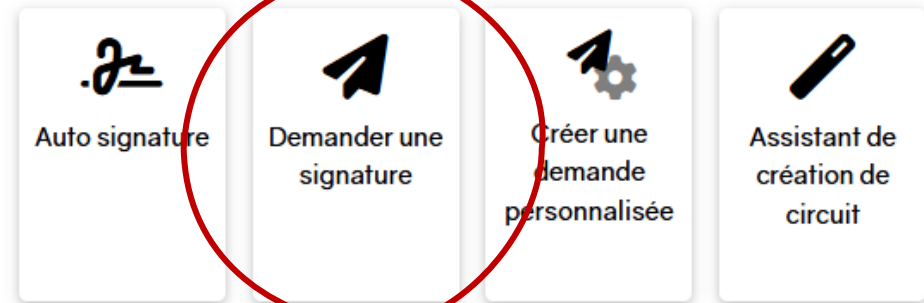 Auto signature
Demander une
signature
Créer une
demande
personnalisée
Assistant de
création de
circuit